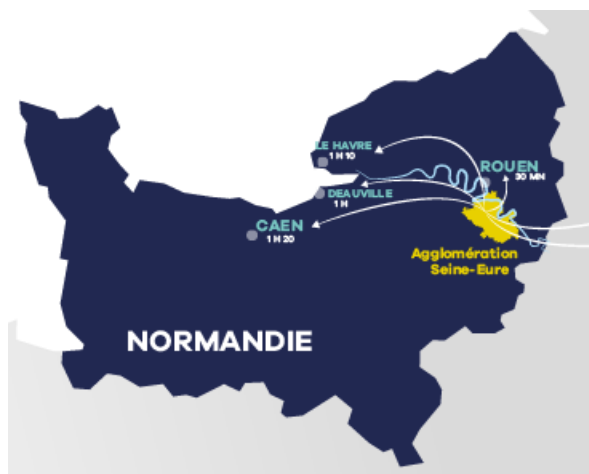 LE HAVRE
1 H 10
ROUEN
30 MN
DEAUVILLE
1 H
CAEN
1 H 20
Agglomération
Seine-Eure
NORMANDIE